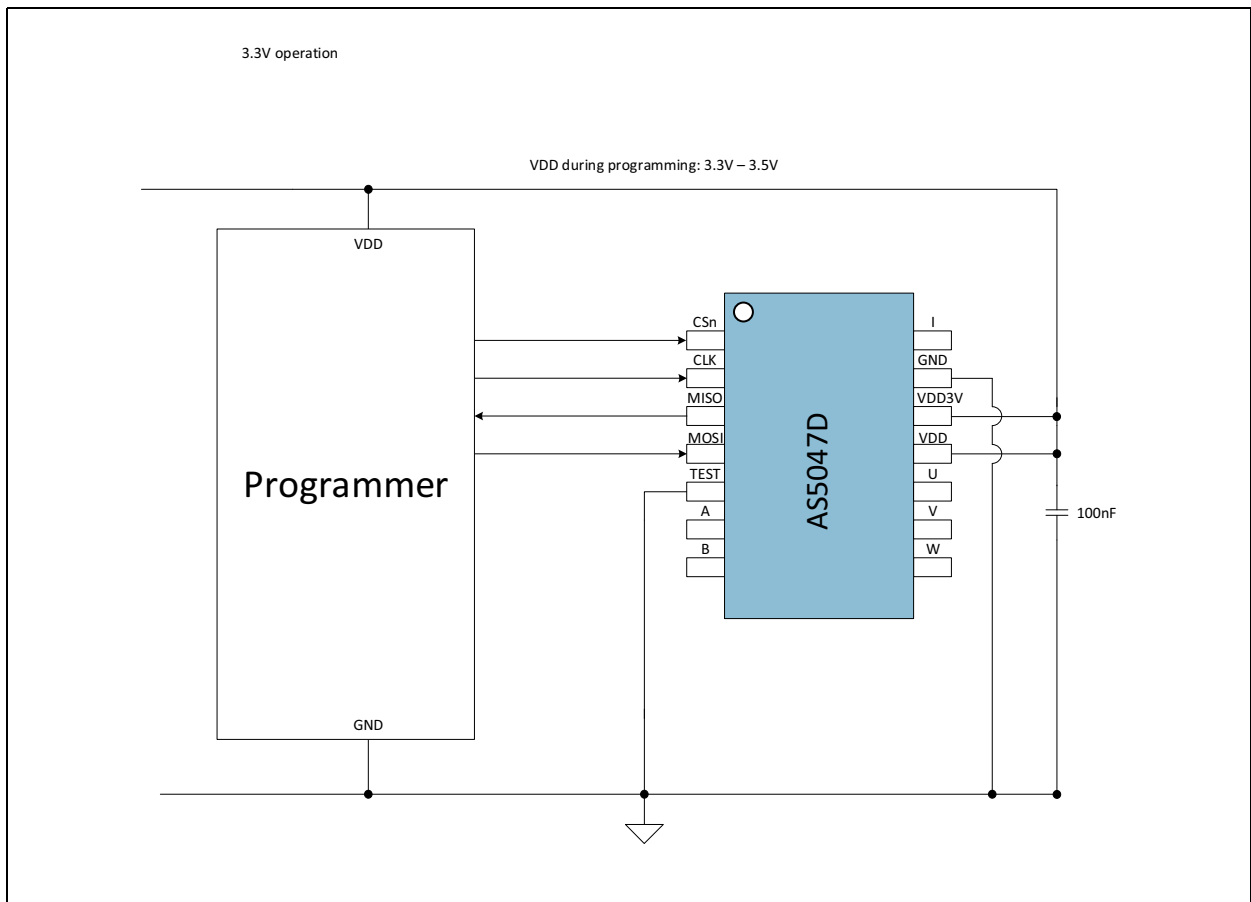 3.3V operation
VDD during programming: 3.3V – 3.5V
VDD
Programmer
GND
CSn
CLK
MISO
MOSI
TEST
A
B
AS5047D
I
GND
VDD3V
VDD
U
V
W
100nF